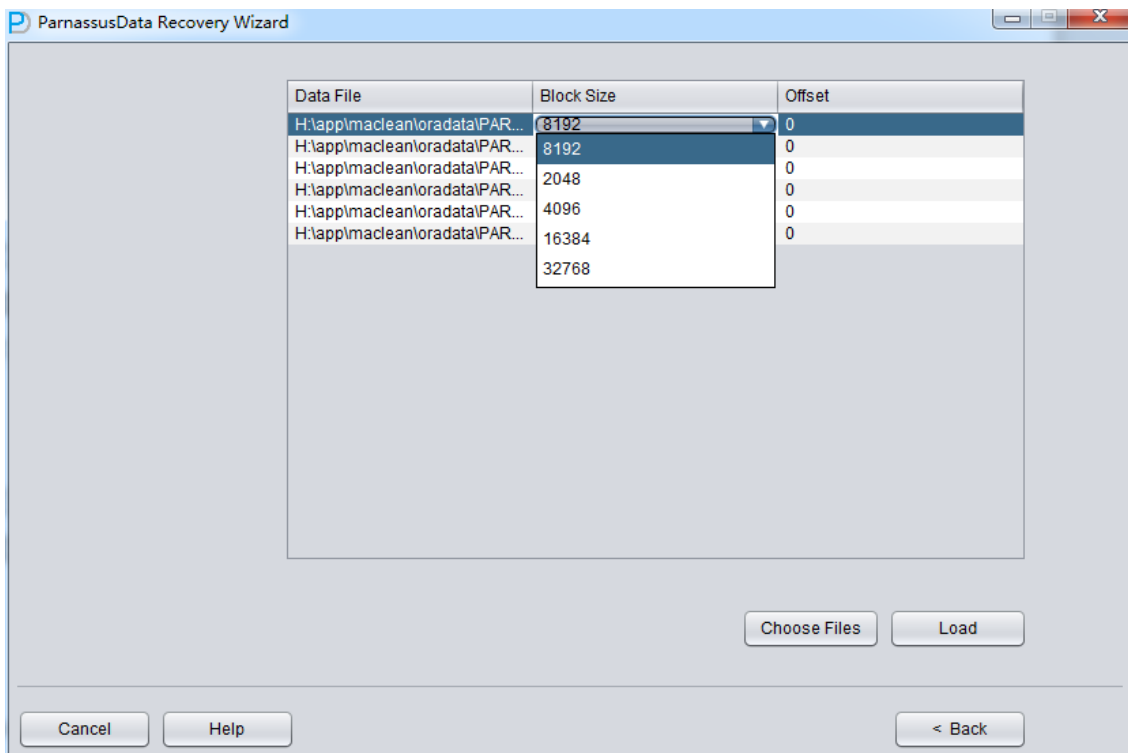 ParnassusData Recovery Wizard
Data File Block Size Offset
H:\app\maclean\oradata\PAR... 8192 0
H:\app\maclean\oradata\PAR... 8192 0
H:\app\maclean\oradata\PAR... 2048 0
H:\app\maclean\oradata\PAR... 4096 0
H:\app\maclean\oradata\PAR... 16384 0
H:\app\maclean\oradata\PAR... 0
32768
Choose Files Load
Cancel Help < Back